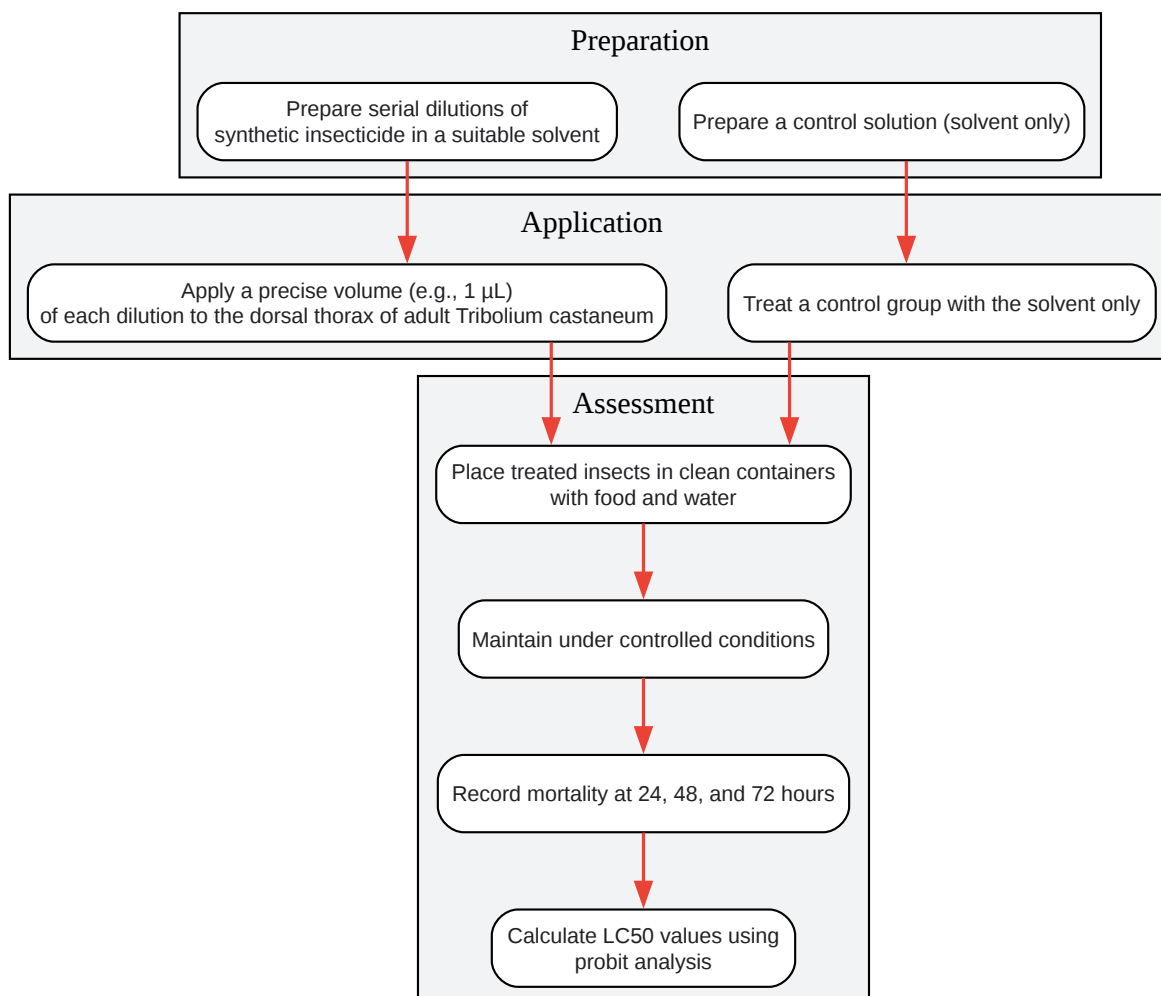 Preparation
Prepare serial dilutions of
synthetic insecticide in a suitable solvent
Prepare a control solution (solvent only)
Application
Apply a precise volume (e.g., 1 µL)
of each dilution to the dorsal thorax of adult Tribolium castaneum
Treat a control group with the solvent only
Assessment
Place treated insects in clean containers
with food and water
Maintain under controlled conditions
Record mortality at 24, 48, and 72 hours
Calculate LC50 values using
probit analysis